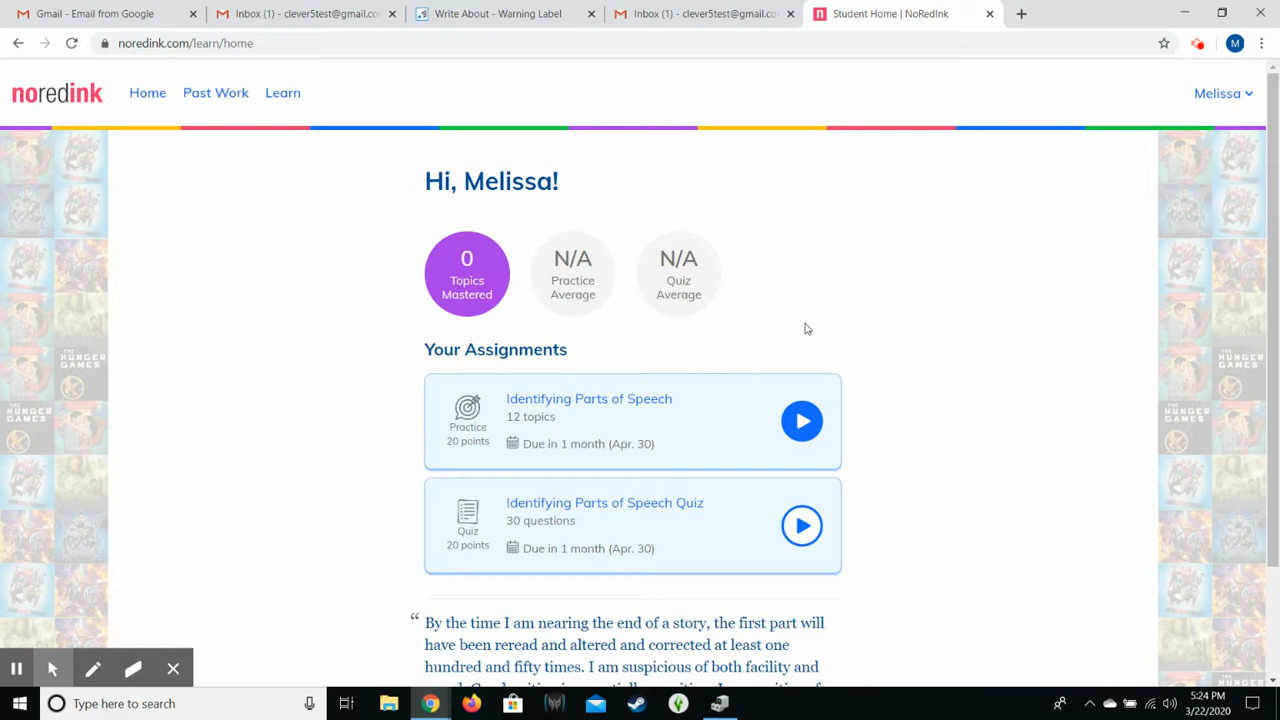 Gmail - Email from Google
Inbox (1) - clever5test@gmail.co
Write About - Warning Label
Inbox (1) - clever5test@gmail.co
Student Home | NoRedInk
noredink.com/learn/home
M
noredink
Home
Past Work
Learn
Melissa
Hi, Melissa!
0
Topics
Mastered
N/A
Practice
Average
N/A
Quiz
Average
Your Assignments
Practice
20 points
Identifying Parts of Speech
12 topics
Due in 1 month (Apr. 30)
Quiz
20 points
Identifying Parts of Speech Quiz
30 questions
Due in 1 month (Apr. 30)
THE
HUNGER
GAMES
“ By the time I am nearing the end of a story, the first part will
have been reread and altered and corrected at least one
hundred and fifty times. I am suspicious of both facility and
Type here to search
5:24 PM
3/22/2020